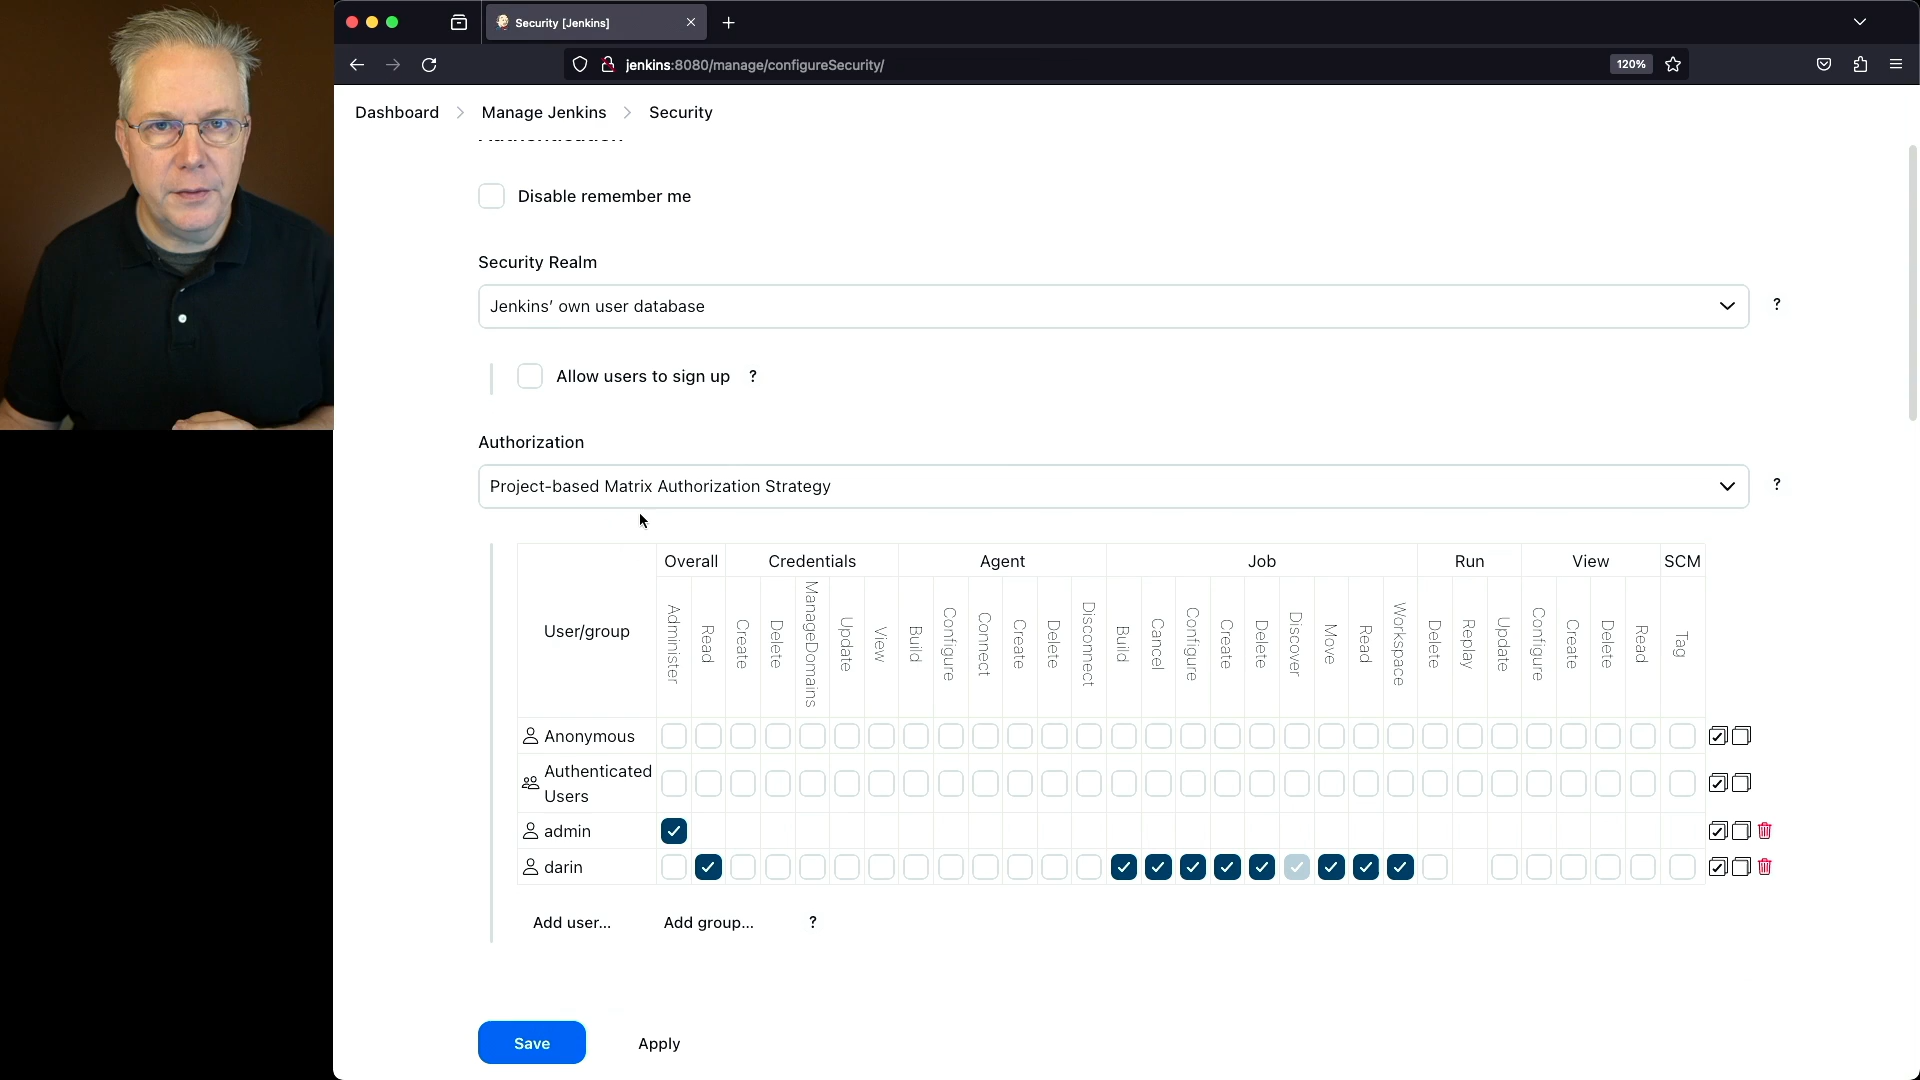 Security [Jenkins]
jenkins:8080/manage/configureSecurity/
120%
Dashboard > Manage Jenkins > Security
Authentication
Disable remember me
Security Realm
Jenkins' own user database
?
Allow users to sign up ?
Authorization
Project-based Matrix Authorization Strategy
?
User/group
Overall Credentials Agent Job Run View SCM
Administer
Read
Create
Delete
ManageDomains
Update
View
Build
Configure
Connect
Create
Delete
Disconnect
Build
Cancel
Configure
Create
Delete
Discover
Move
Read
Workspace
Delete
Replay
Update
Configure
Create
Delete
Read
Tag
Anonymous
Authenticated
Users
admin
darin
Add user... Add group... ?
Save Apply